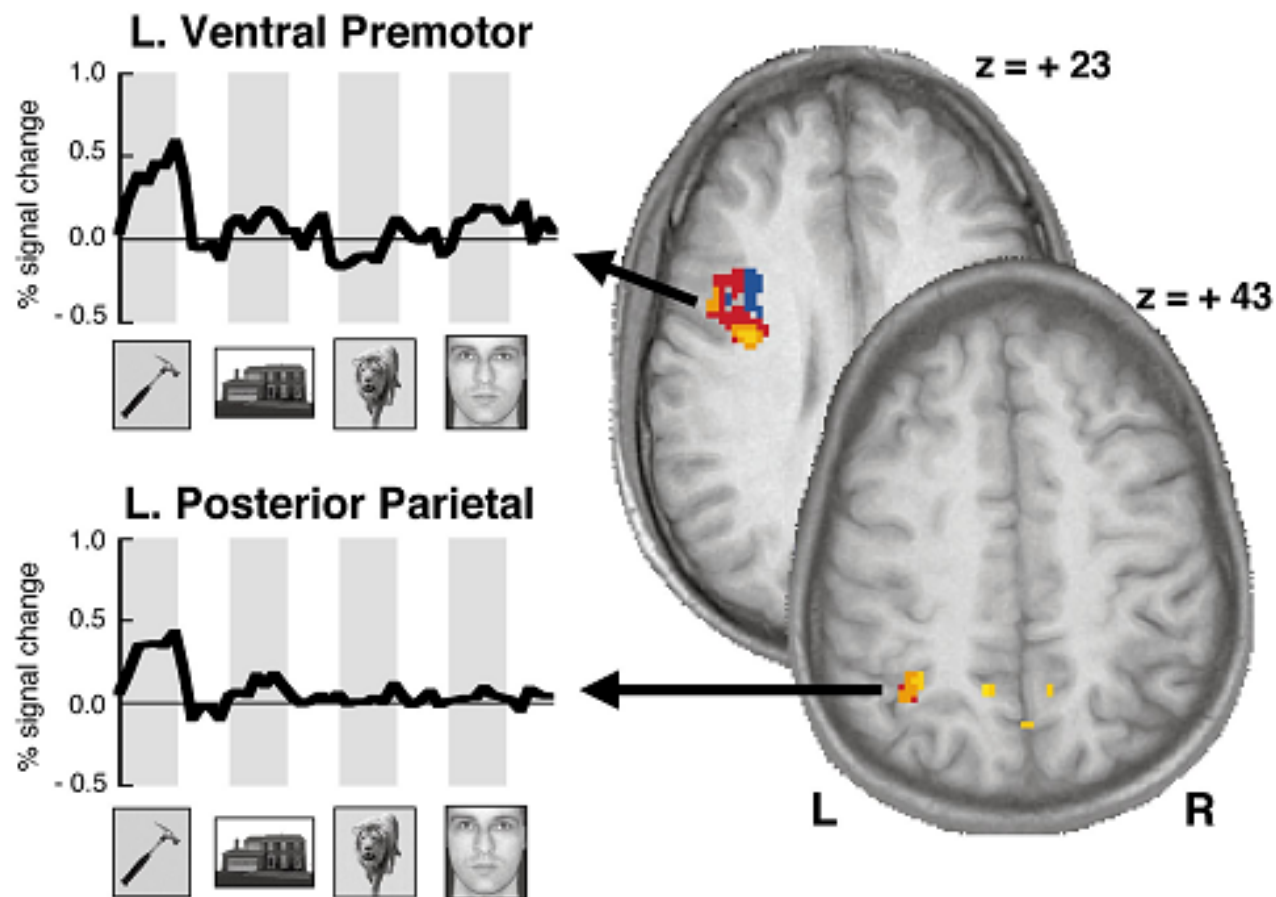 L. Ventral Premotor
% signal change
1.0
0.5
0.0
- 0.5
L. Posterior Parietal
% signal change
1.0
0.5
0.0
- 0.5
z = + 23
z = + 43
L
R